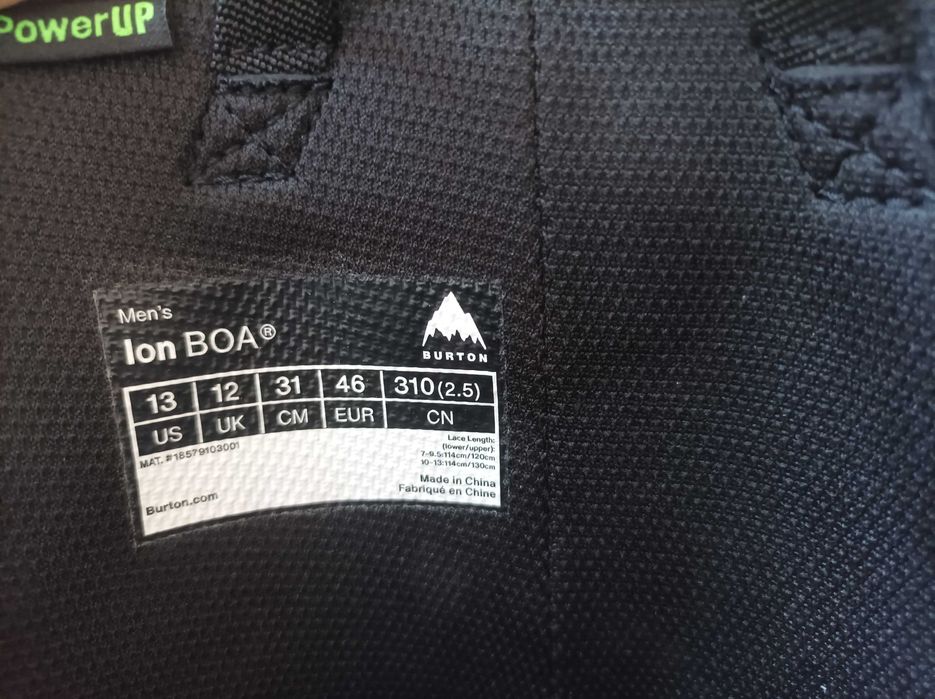 PowerUP
Men's
Ion BOA®
BURTON
13 12 31 46 310 (2.5)
US UK CM EUR CN
MAT. #18579103001
Lace Length:
(lower/upper):
7-9.5:114cm/120cm
10-13:114cm/130cm
Made in China
Fabriqué en Chine
Burton.com